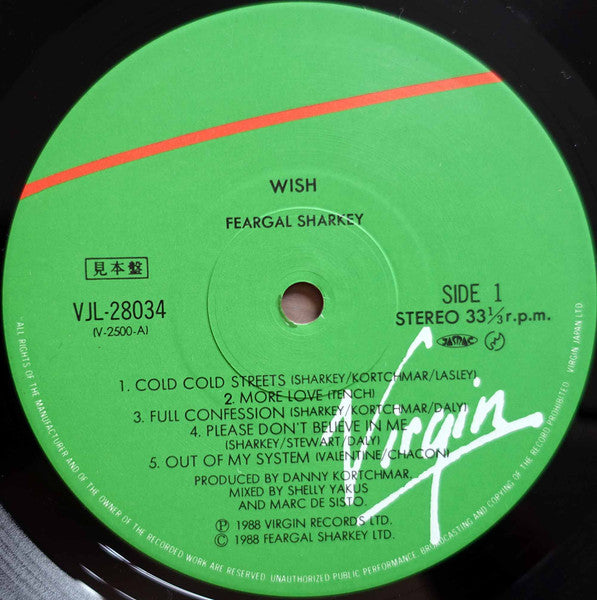 WISH
FEARGAL SHARKEY
見本盤
VJL-28034
(V-2500-A)
SIDE 1
STEREO 33⅓ r.p.m.
JASRAC
1. COLD COLD STREETS (SHARKEY/KORTCHMAR/LASLEY)
2. MORE LOVE (TENCH)
3. FULL CONFESSION (SHARKEY/KORTCHMAR/DALY)
4. PLEASE DON'T BELIEVE IN ME
(SHARKEY/STEWART/DALY)
5. OUT OF MY SYSTEM (VALENTINE/CHACON)
PRODUCED BY DANNY KORTCHMAR,
MIXED BY SHELLY YAKUS
AND MARC DE SISTO.
Ⓟ 1988 VIRGIN RECORDS LTD.
© 1988 FEARGAL SHARKEY LTD.
Virgin
ALL RIGHTS OF THE MANUFACTURER AND OF THE OWNER OF THE RECORDED WORK ARE RESERVED. UNAUTHORIZED PUBLIC PERFORMANCE, BROADCASTING AND COPYING OF THE RECORD PROHIBITED. VIRGIN JAPAN LTD